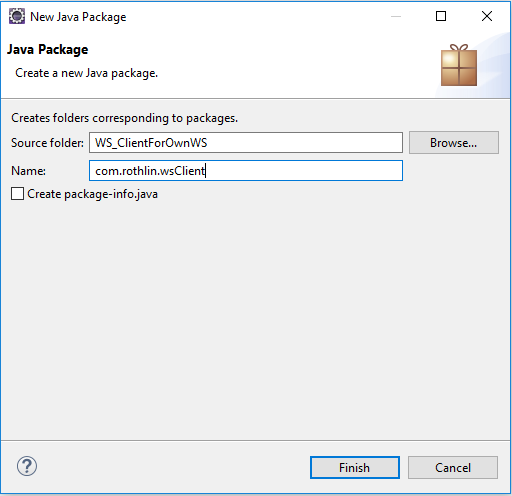 New Java Package
Java Package
Create a new Java package.
Creates folders corresponding to packages.
Source folder: WS_ClientForOwnWS Browse...
Name: com.rothlin.wsClient
Create package-info.java
? Finish Cancel